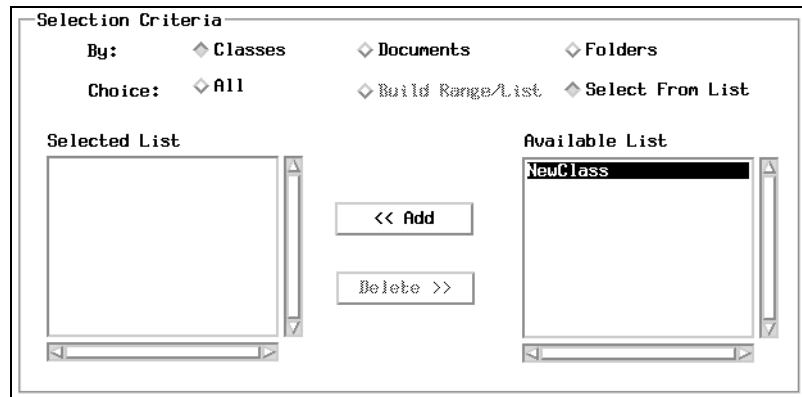 Selection Criteria
By: Classes Documents Folders
Choice: All Build Range/List Select From List
Selected List Available List
NewClass
<< Add
Delete >>